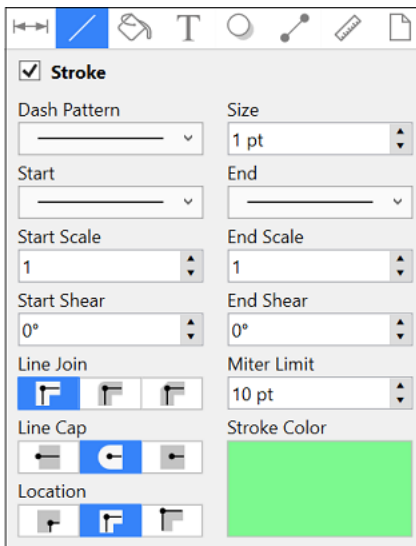 T
Stroke
Dash Pattern
Size
1 pt
Start
End
Start Scale
End Scale
1
1
Start Shear
End Shear
0°
0°
Line Join
Miter Limit
10 pt
Line Cap
Stroke Color
Location